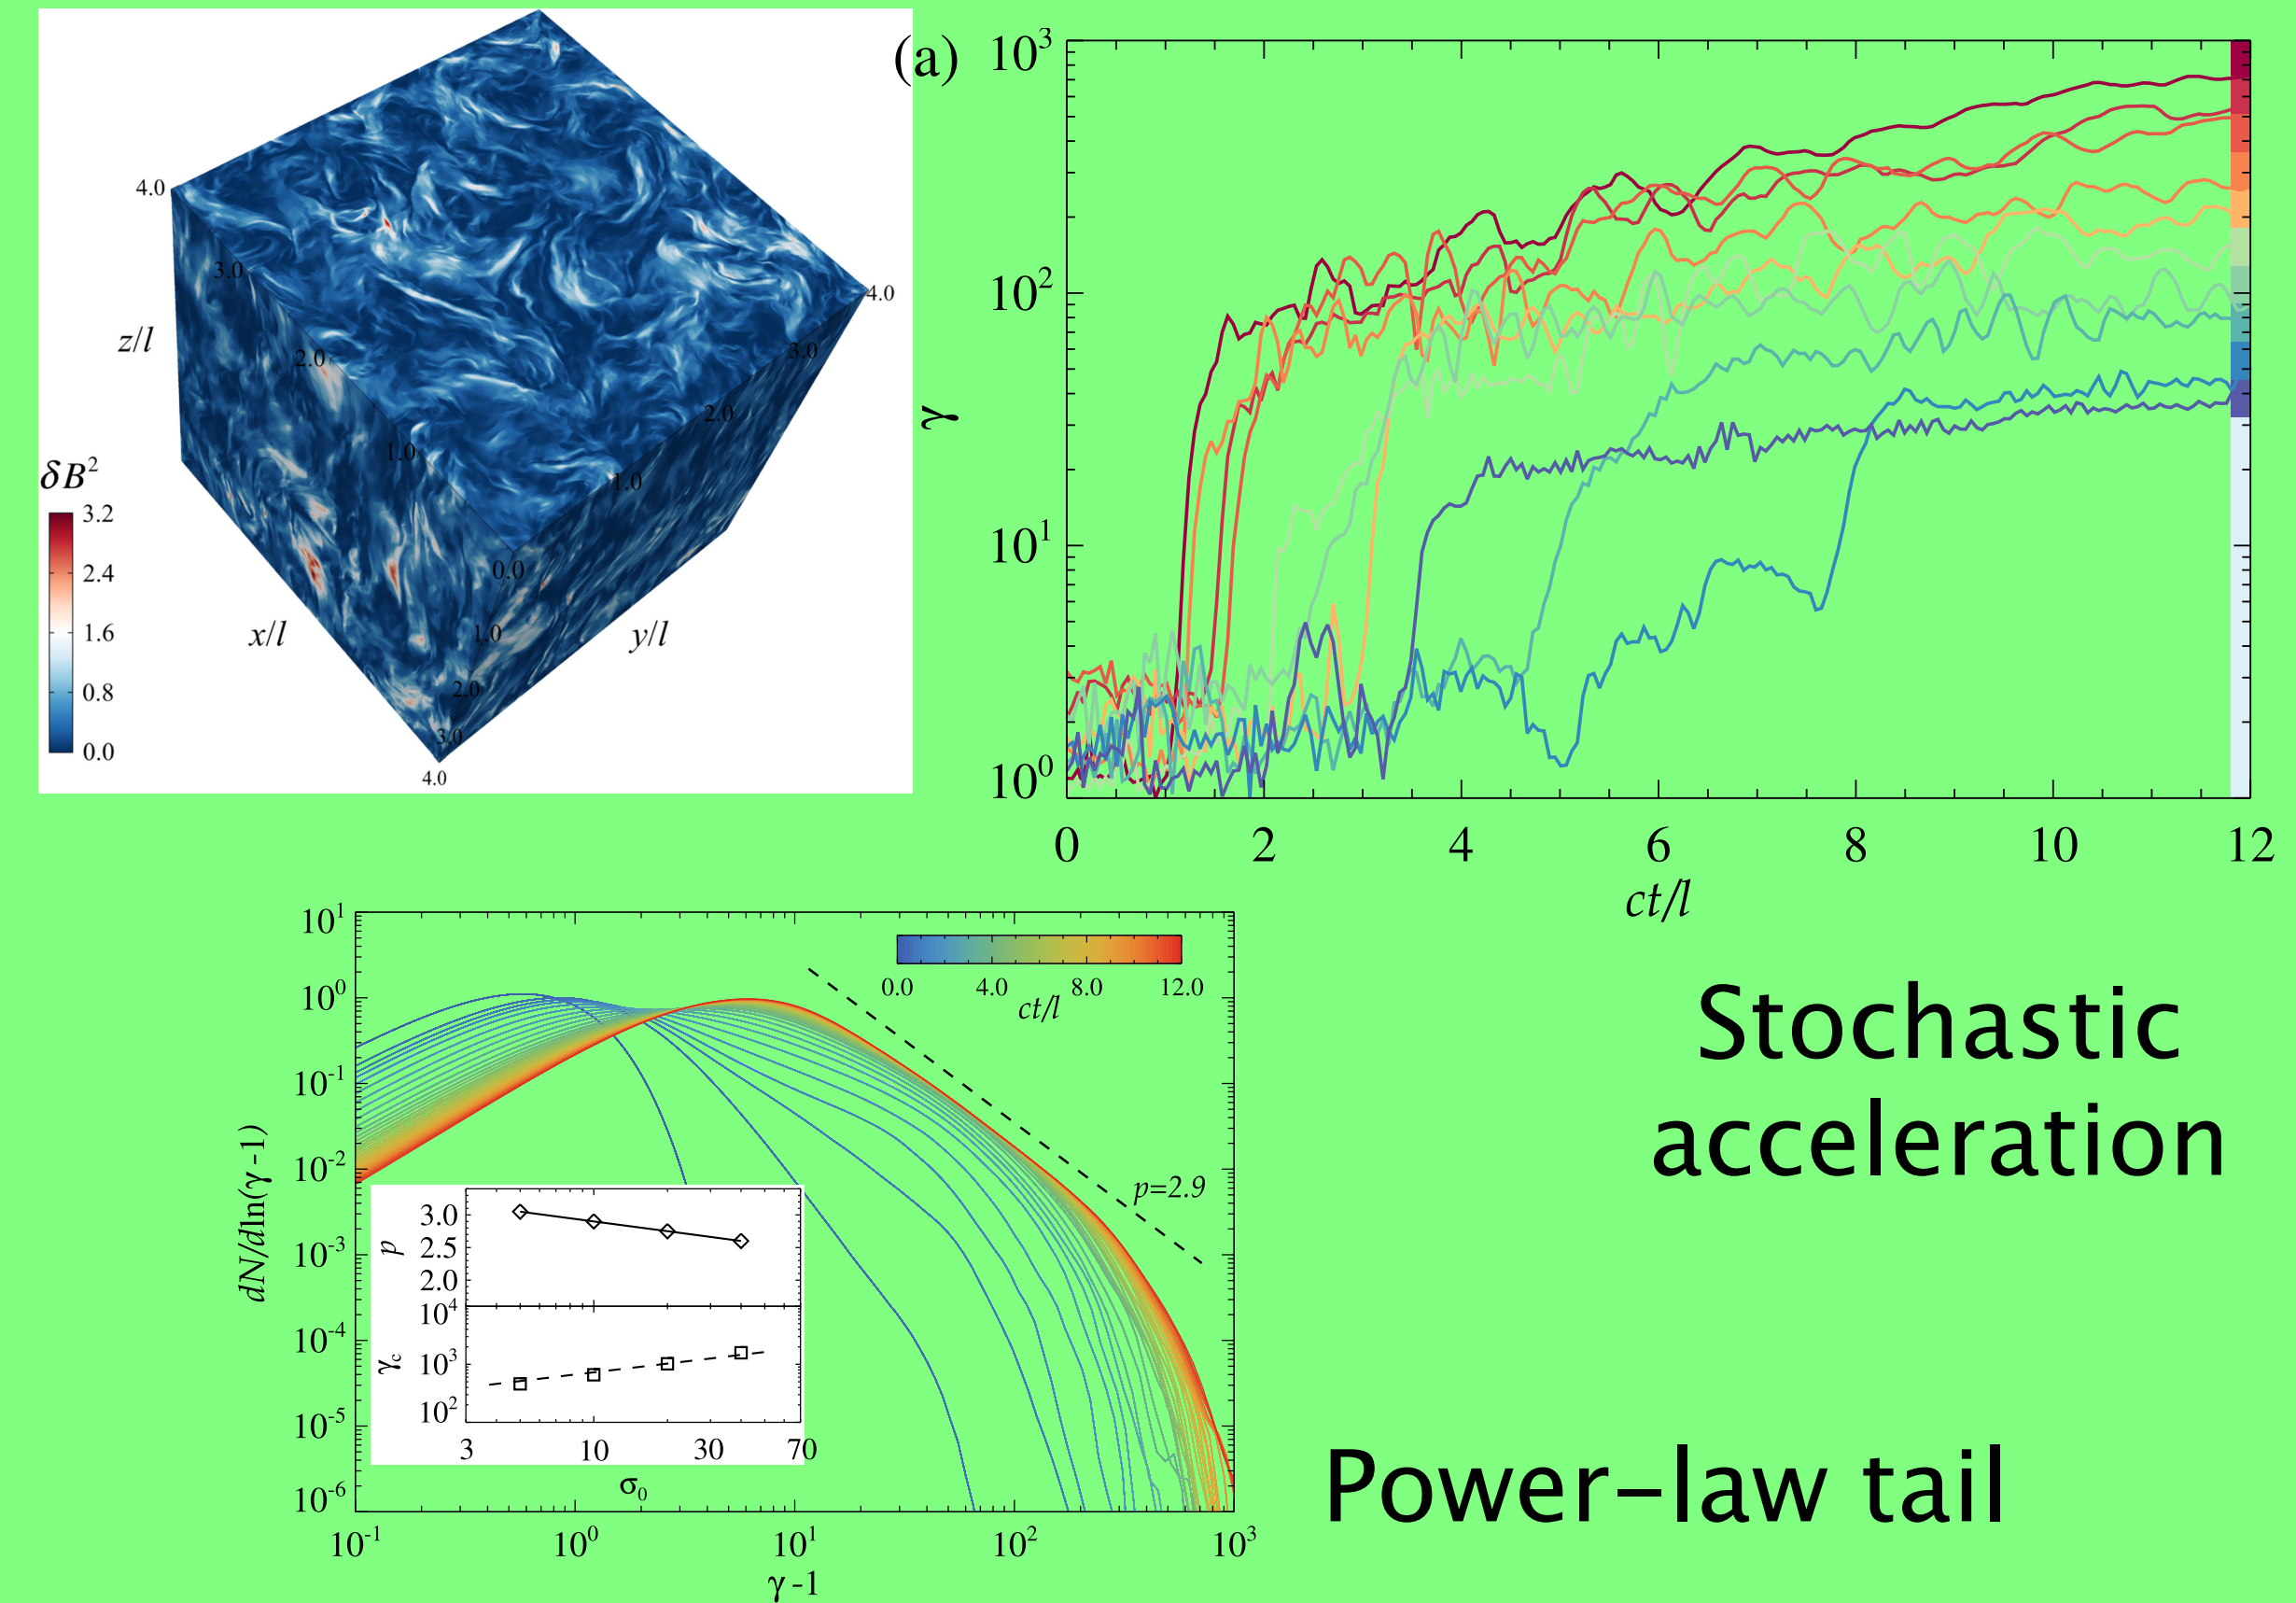 (a)
4.0
3.0
2.0
1.0
0.0
z/l
4.0
3.0
2.0
1.0
1.0
2.0
3.0
4.0
x/l
y/l
δB²
3.2
2.4
1.6
0.8
0.0
10³
10²
10¹
10⁰
γ
0 2 4 6 8 10 12
ct/l
10¹
10⁰
10⁻¹
10⁻²
10⁻³
10⁻⁴
10⁻⁵
10⁻⁶
dN/dln(γ-1)
0.0 4.0 8.0 12.0
ct/l
p=2.9
3.0
2.5
2.0
p
10⁴
10³
10²
γc
3 10 30 70
σ₀
10⁻¹ 10⁰ 10¹ 10² 10³
γ-1
Stochastic
acceleration
Power–law tail